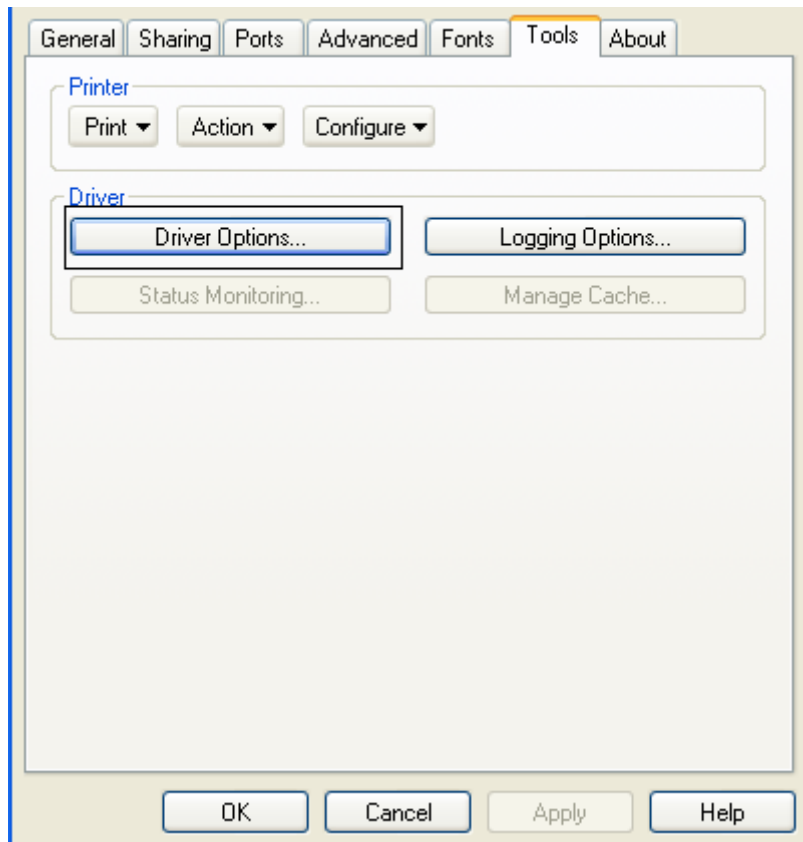 General Sharing Ports Advanced Fonts Tools About
Printer
Print Action Configure
Driver
Driver Options... Logging Options...
Status Monitoring... Manage Cache...
OK Cancel Apply Help